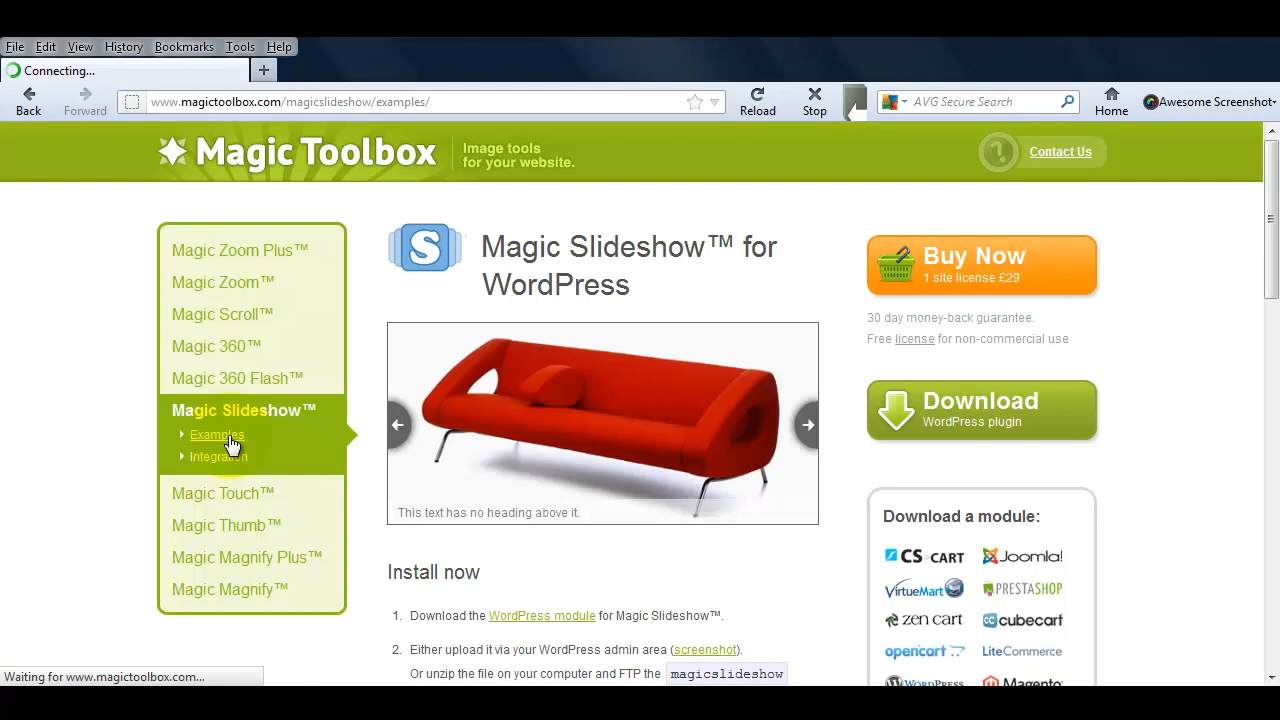 File Edit View History Bookmarks Tools Help
Connecting...
Back Forward www.magictoolbox.com/magicslideshow/examples/ Reload Stop AVG Secure Search Home Awesome Screenshot
Magic Toolbox
Image tools
for your website.
Contact Us
Magic Zoom Plus™
Magic Zoom™
Magic Scroll™
Magic 360™
Magic 360 Flash™
Magic Slideshow™
Examples
Integration
Magic Touch™
Magic Thumb™
Magic Magnify Plus™
Magic Magnify™
S
Magic Slideshow™ for
WordPress
This text has no heading above it.
Install now
1. Download the WordPress module for Magic Slideshow™.
2. Either upload it via your WordPress admin area (screenshot).
Or unzip the file on your computer and FTP the magicslideshow
Buy Now
1 site license £29
30 day money-back guarantee.
Free license for non-commercial use
Download
WordPress plugin
Download a module:
CS CART Joomla!
VirtueMart PRESTASHOP
zen cart cubecart
opencart LiteCommerce
WORDPRESS Magento
Waiting for www.magictoolbox.com...